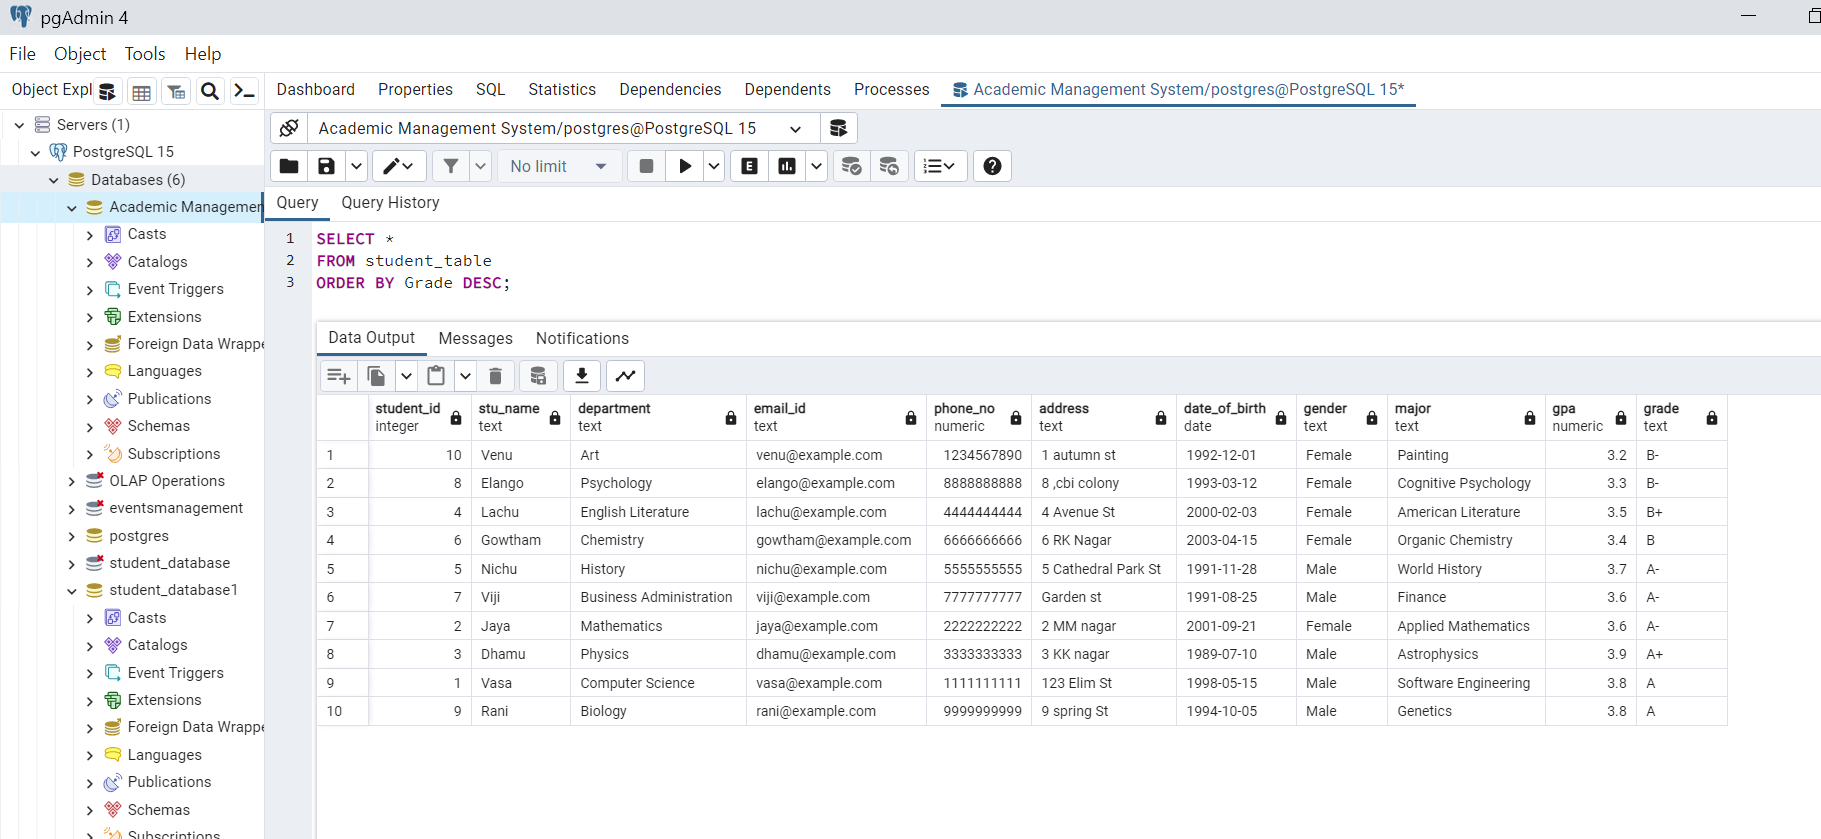 pgAdmin 4
File Object Tools Help
Object Expl
Dashboard Properties SQL Statistics Dependencies Dependents Processes Academic Management System/postgres@PostgreSQL 15*
Servers (1)
PostgreSQL 15
Databases (6)
Academic Managemen
Casts
Catalogs
Event Triggers
Extensions
Foreign Data Wrappe
Languages
Publications
Schemas
Subscriptions
OLAP Operations
eventsmanagement
postgres
student_database
student_database1
Casts
Catalogs
Event Triggers
Extensions
Foreign Data Wrappe
Languages
Publications
Schemas
Subscriptions
Academic Management System/postgres@PostgreSQL 15
No limit
Query Query History
1 SELECT *
2 FROM student_table
3 ORDER BY Grade DESC;
Data Output Messages Notifications
student_id stu_name department email_id phone_no address date_of_birth gender major gpa grade
integer text text text numeric text date text text numeric text
1 10 Venu Art venu@example.com 1234567890 1 autumn st 1992-12-01 Female Painting 3.2 B-
2 8 Elango Psychology elango@example.com 8888888888 8 ,cbi colony 1993-03-12 Female Cognitive Psychology 3.3 B-
3 4 Lachu English Literature lachu@example.com 4444444444 4 Avenue St 2000-02-03 Female American Literature 3.5 B+
4 6 Gowtham Chemistry gowtham@example.com 6666666666 6 RK Nagar 2003-04-15 Female Organic Chemistry 3.4 B
5 5 Nichu History nichu@example.com 5555555555 5 Cathedral Park St 1991-11-28 Male World History 3.7 A-
6 7 Viji Business Administration viji@example.com 7777777777 Garden st 1991-08-25 Male Finance 3.6 A-
7 2 Jaya Mathematics jaya@example.com 2222222222 2 MM nagar 2001-09-21 Female Applied Mathematics 3.6 A-
8 3 Dhamu Physics dhamu@example.com 3333333333 3 KK nagar 1989-07-10 Male Astrophysics 3.9 A+
9 1 Vasa Computer Science vasa@example.com 1111111111 123 Elim St 1998-05-15 Male Software Engineering 3.8 A
10 9 Rani Biology rani@example.com 9999999999 9 spring St 1994-10-05 Male Genetics 3.8 A